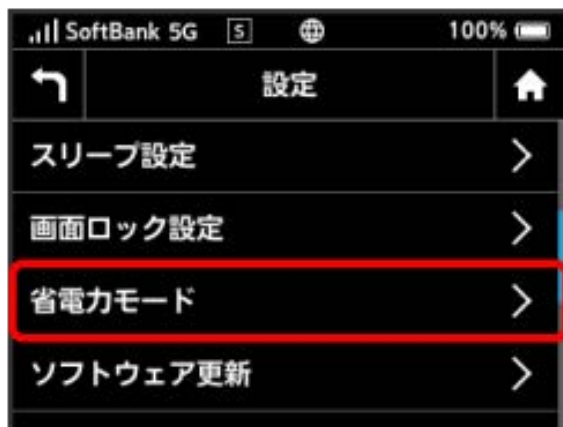 SoftBank 5G S 100%
設定
スリープ設定
画面ロック設定
省電力モード
ソフトウェア更新